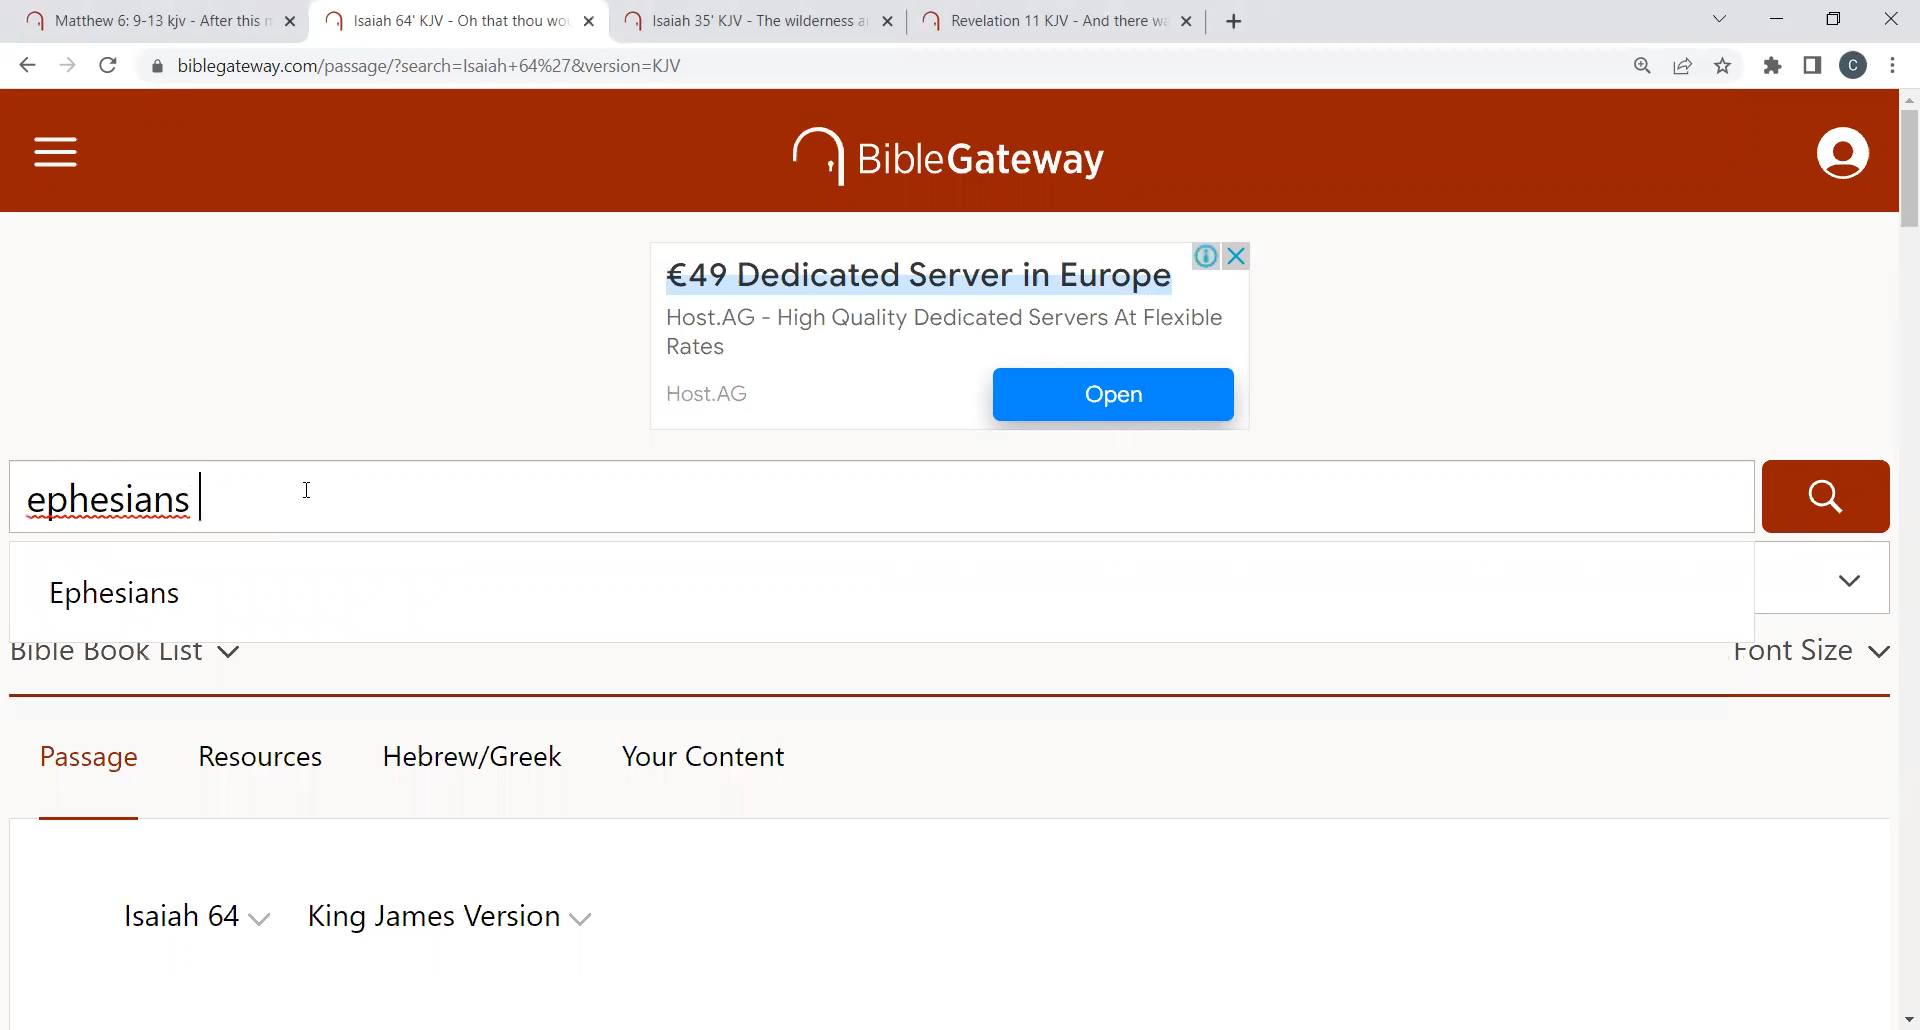 Matthew 6: 9-13 kjv - After this
Isaiah 64' KJV - Oh that thou wou
Isaiah 35' KJV - The wilderness a
Revelation 11 KJV - And there wa
biblegateway.com/passage/?search=Isaiah+64%27&version=KJV
C
BibleGateway
€49 Dedicated Server in Europe
Host.AG - High Quality Dedicated Servers At Flexible
Rates
Host.AG
Open
ephesians
Ephesians
Bible Book List
Font Size
Passage
Resources
Hebrew/Greek
Your Content
Isaiah 64
King James Version